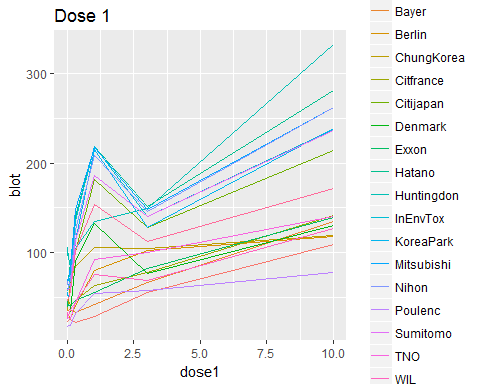 Dose 1
300
200
100
blot
0.0
2.5
5.0
7.5
10.0
dose1
Bayer
Berlin
ChungKorea
Citfrance
Citijapan
Denmark
Exxon
Hatano
Huntingdon
InEnvTox
KoreaPark
Mitsubishi
Nihon
Poulenc
Sumitomo
TNO
WIL